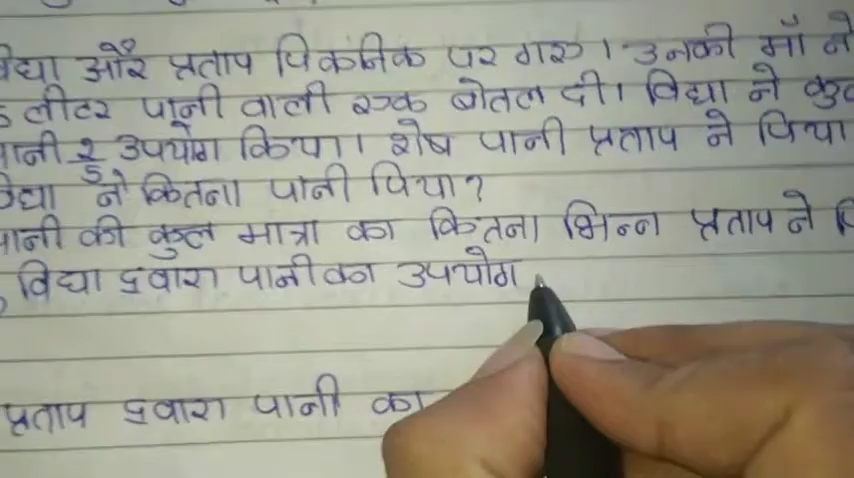 विद्या और प्रताप पिकनिक पर गए। उनकी माँ ने
5 लीटर पानी वाली एक बोतल दी। विद्या ने कुल
पानी 2/5 उपयोग किया। शेष पानी प्रताप ने पिया
विद्या ने कितना पानी पिया?
पानी की कुल मात्रा का कितना भिन्न प्रताप ने
विद्या द्वारा पानी का उपयोग
प्रताप द्वारा पानी का